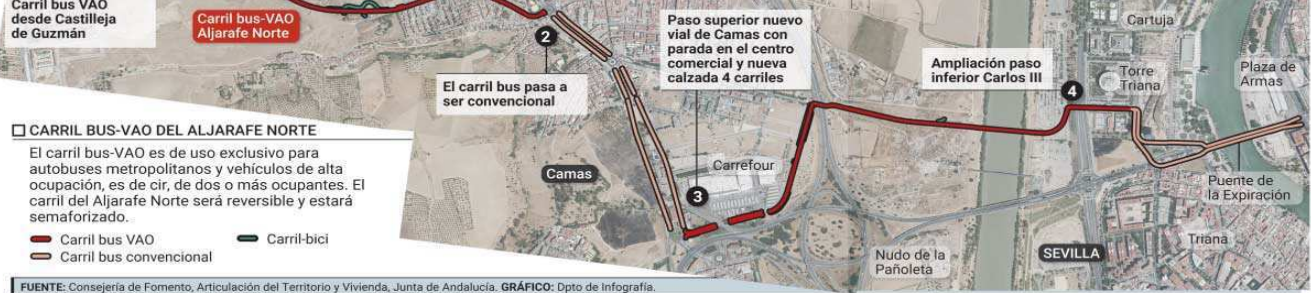 Carril bus VAO
desde Castilleja
de Guzmán
Carril bus-VAO
Aljarafe Norte
2
El carril bus pasa a
ser convencional
Paso superior nuevo
vial de Camas con
parada en el centro
comercial y nueva
calzada 4 carriles
Ampliación paso
inferior Carlos III
4
Cartuja
Torre
Triana
Plaza de
Armas
Carrefour
Camas
3
Puente de
la Expiración
Triana
SEVILLA
Nudo de la
Pañoleta
CARRIL BUS-VAO DEL ALJARAFE NORTE
El carril bus-VAO es de uso exclusivo para
autobuses metropolitanos y vehículos de alta
ocupación, es de cir, de dos o más ocupantes. El
carril del Aljarafe Norte será reversible y estará
semaforizado.
Carril bus VAO
Carril-bici
Carril bus convencional
FUENTE: Consejería de Fomento, Articulación del Territorio y Vivienda, Junta de Andalucía. GRÁFICO: Dpto de Infografía.